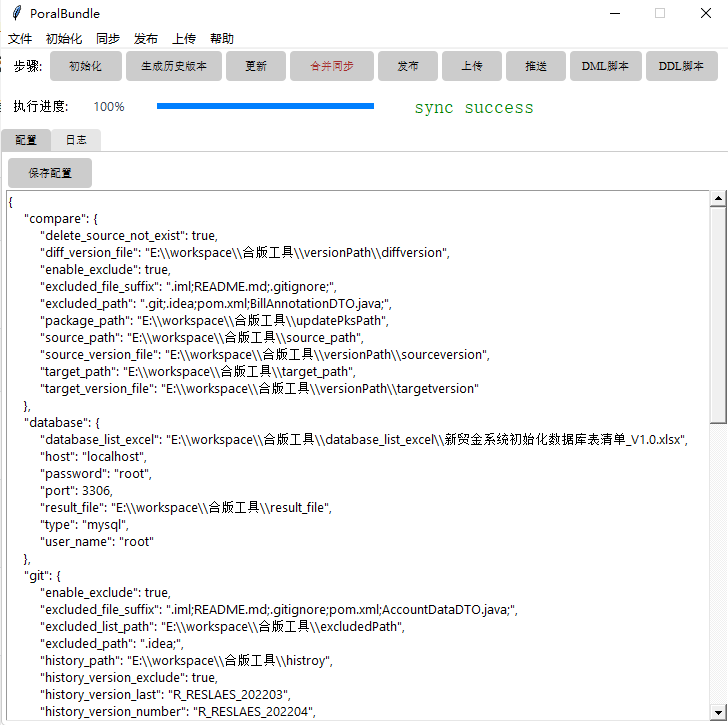 PoralBundle
文件 初始化 同步 发布 上传 帮助
步骤: 初始化 生成历史版本 更新 合并同步 发布 上传 推送 DML脚本 DDL脚本
执行进度: 100% sync success
配置 日志
保存配置
{
"compare": {
"delete_source_not_exist": true,
"diff_version_file": "E:\\workspace\\合版工具\\versionPath\\diffversion",
"enable_exclude": true,
"excluded_file_suffix": ".iml;README.md;.gitignore;",
"excluded_path": ".git;.idea;pom.xml;BillAnnotationDTO.java;",
"package_path": "E:\\workspace\\合版工具\\updatePksPath",
"source_path": "E:\\workspace\\合版工具\\source_path",
"source_version_file": "E:\\workspace\\合版工具\\versionPath\\sourceversion",
"target_path": "E:\\workspace\\合版工具\\target_path",
"target_version_file": "E:\\workspace\\合版工具\\versionPath\\targetversion"
},
"database": {
"database_list_excel": "E:\\workspace\\合版工具\\database_list_excel\\新贸金系统初始化数据库表清单_V1.0.xlsx",
"host": "localhost",
"password": "root",
"port": 3306,
"result_file": "E:\\workspace\\合版工具\\result_file",
"type": "mysql",
"user_name": "root"
},
"git": {
"enable_exclude": true,
"excluded_file_suffix": ".iml;README.md;.gitignore;pom.xml;AccountDataDTO.java;",
"excluded_list_path": "E:\\workspace\\合版工具\\excludedPath",
"excluded_path": ".idea;",
"history_path": "E:\\workspace\\合版工具\\histroy",
"history_version_exclude": true,
"history_version_last": "R_RESLAES_202203",
"history_version_number": "R_RESLAES_202204",